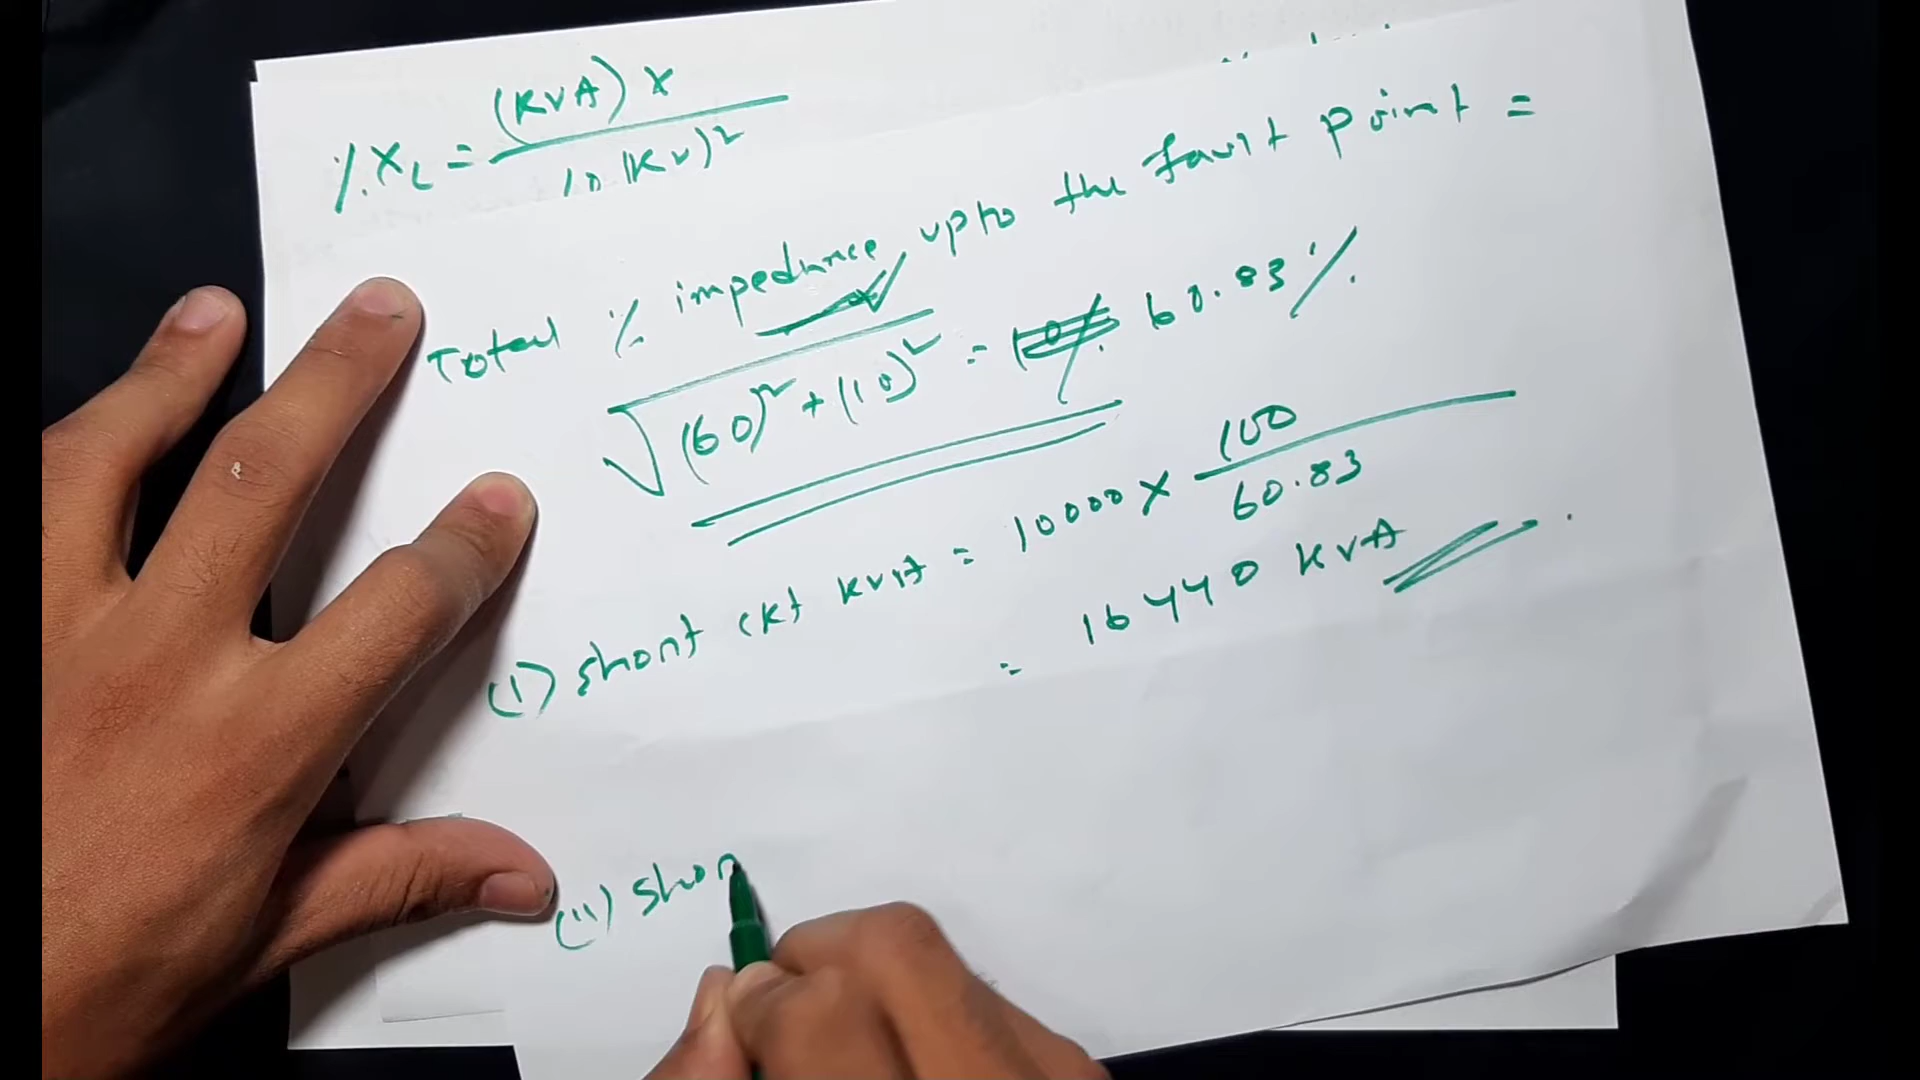 % XL = (KVA) X
10 (KV)²
Total % impedance upto the fault point =
√(60)² + (10)² = 60.83 %.
(i) short ckt KVA = 10000 × 100
60.83
= 16440 KVA
(ii) shor